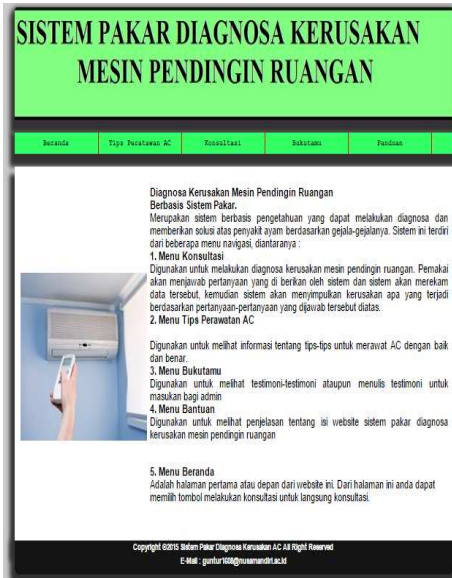 SISTEM PAKAR DIAGNOSA KERUSAKAN
MESIN PENDINGIN RUANGAN
Beranda Tips Peratawan AC Konsultasi Bukutamu Panduan
Diagnosa Kerusakan Mesin Pendingin Ruangan
Berbasis Sistem Pakar.
Merupakan sistem berbasis pengetahuan yang dapat melakukan diagnosa dan
memberikan solusi atas penyakit ayam berdasarkan gejala-gejalanya. Sistem ini terdiri
dari beberapa menu navigasi, diantaranya :
1. Menu Konsultasi
Digunakan untuk melakukan diagnosa kerusakan mesin pendingin ruangan. Pemakai
akan menjawab pertanyaan yang di berikan oleh sistem dan sistem akan merekam
data tersebut, kemudian sistem akan menyimpulkan kerusakan apa yang terjadi
berdasarkan pertanyaan-pertanyaan yang dijawab tersebut diatas.
2. Menu Tips Perawatan AC
Digunakan untuk melihat informasi tentang tips-tips untuk merawat AC dengan baik
dan benar.
3. Menu Bukutamu
Digunakan untuk melihat testimoni-testimoni ataupun menulis testimoni untuk
masukan bagi admin
4. Menu Bantuan
Digunakan untuk melihat penjelasan tentang isi website sistem pakar diagnosa
kerusakan mesin pendingin ruangan
5. Menu Beranda
Adalah halaman pertama atau depan dari website ini. Dari halaman ini anda dapat
memilih tombol melakukan konsultasi untuk langsung konsultasi.
Copyright ©2015 Sistem Pakar Diagnosa Kerusakan AC All Right Reserved
E-Mail : guntur1608@nusamandiri.ac.id